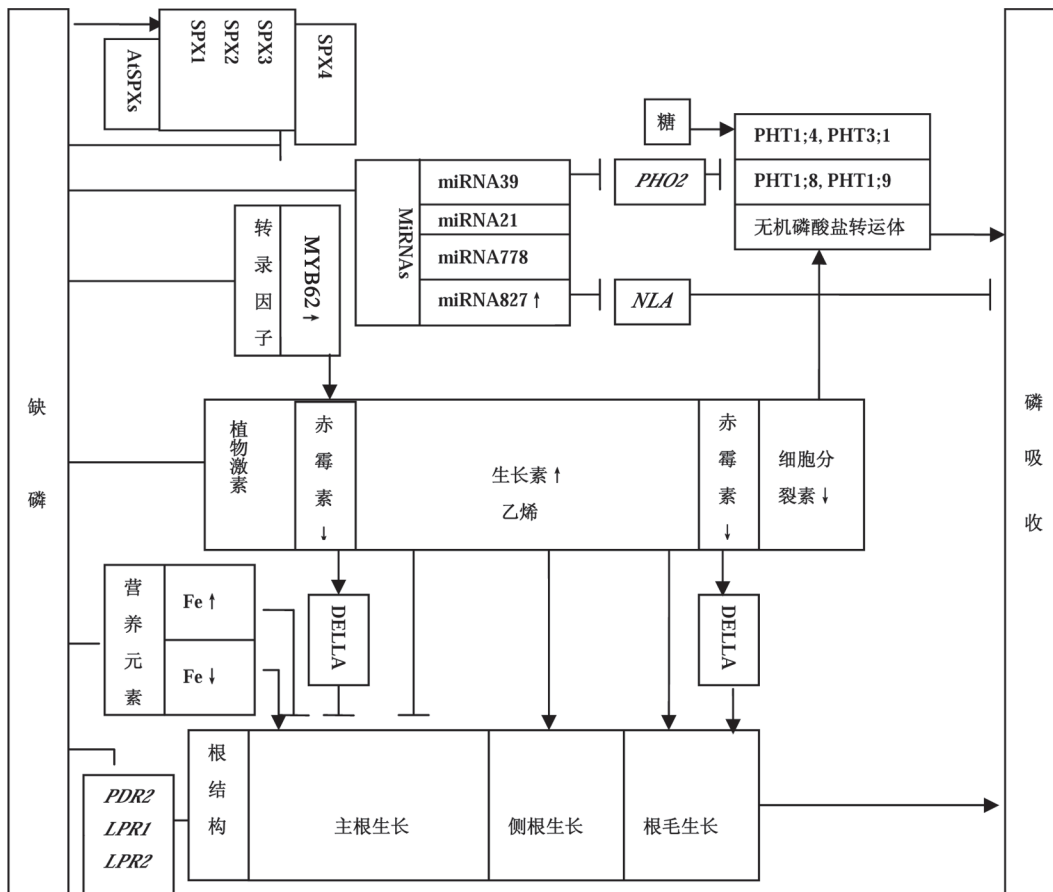 缺磷
AtSPXs
SPX1
SPX2
SPX3
SPX4
糖
PHT1;4, PHT3;1
PHT1;8, PHT1;9
无机磷酸盐转运体
MiRNAs
miRNA39
miRNA21
miRNA778
miRNA827↑
PHO2
NLA
转录因子
MYB62↑
植物激素
赤霉素↓
生长素↑
乙烯
赤霉素↓
细胞分
裂素↓
磷吸收
营养元素
Fe↑
Fe↓
DELLA
DELLA
PDR2
LPR1
LPR2
根结构
主根生长
侧根生长
根毛生长